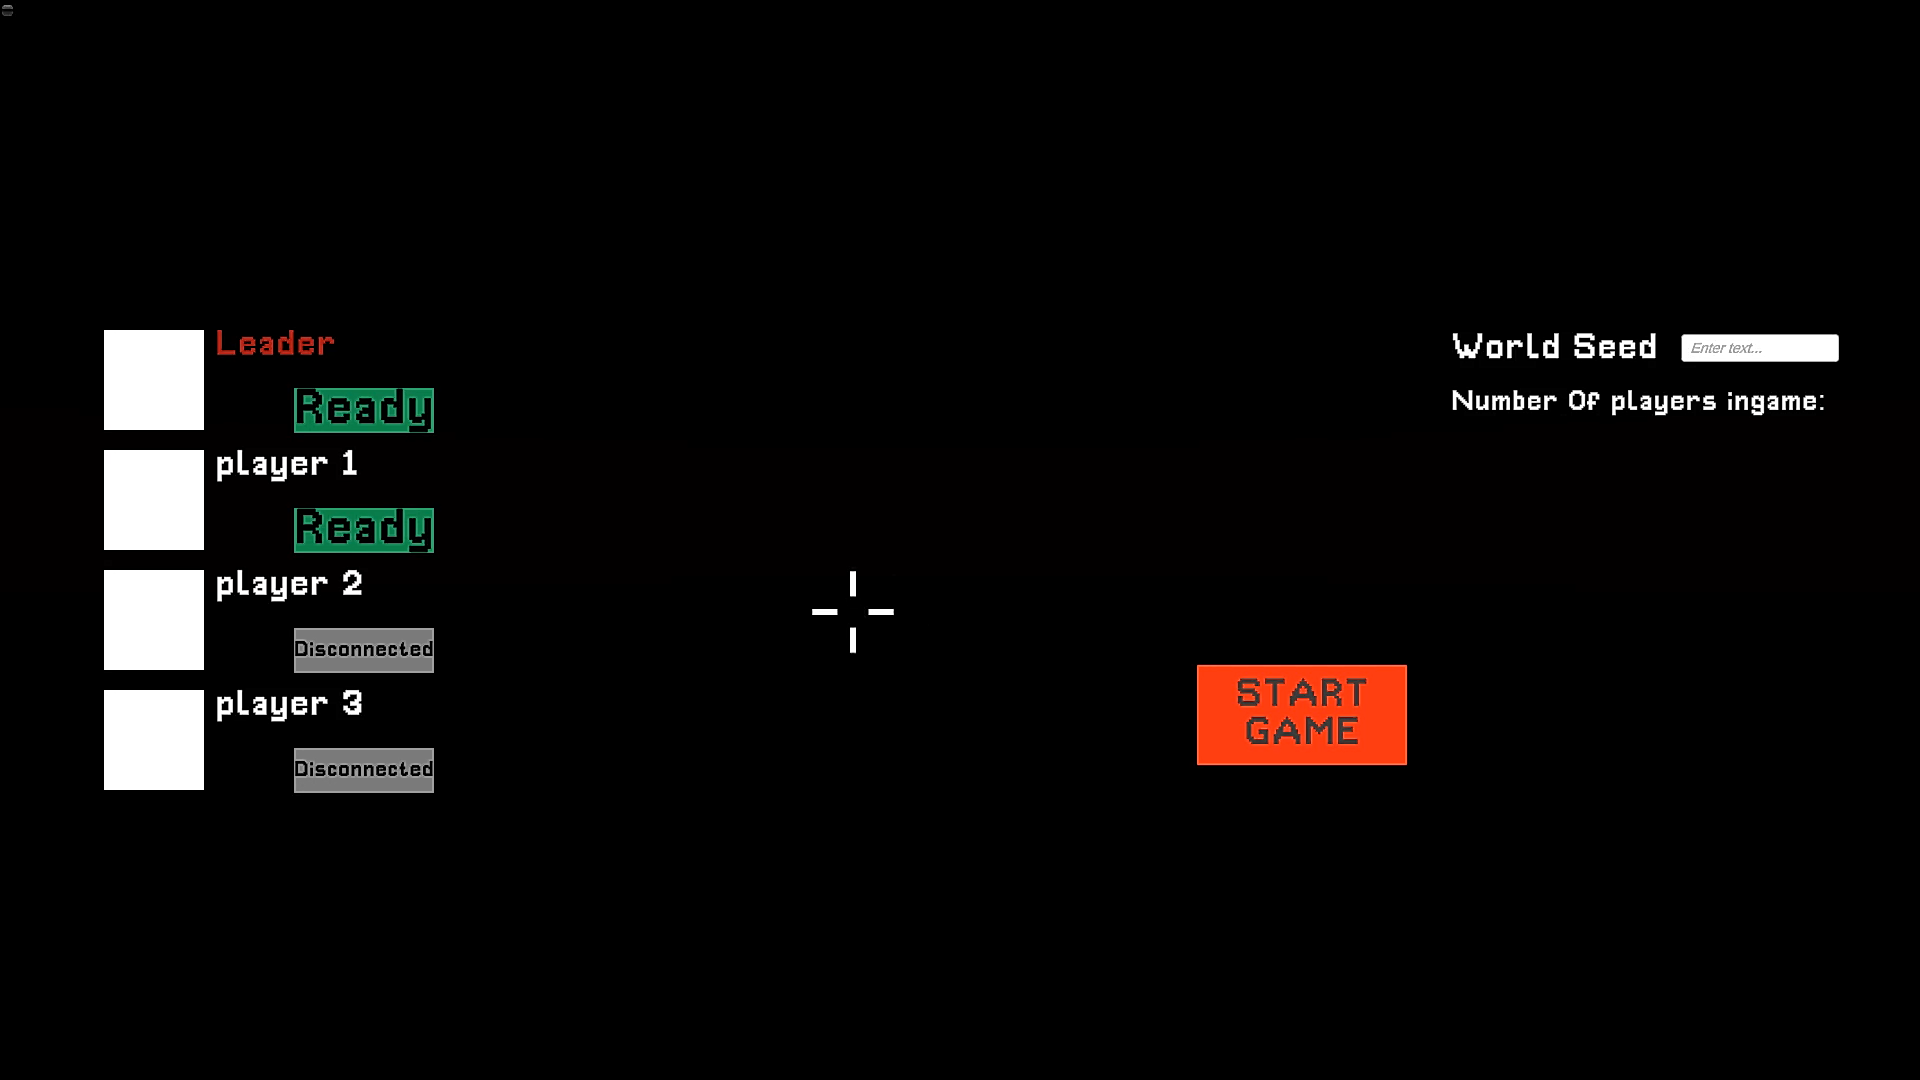 Leader
Ready
player 1
Ready
player 2
Disconnected
player 3
Disconnected
World Seed Enter text...
Number Of players ingame:
START
GAME